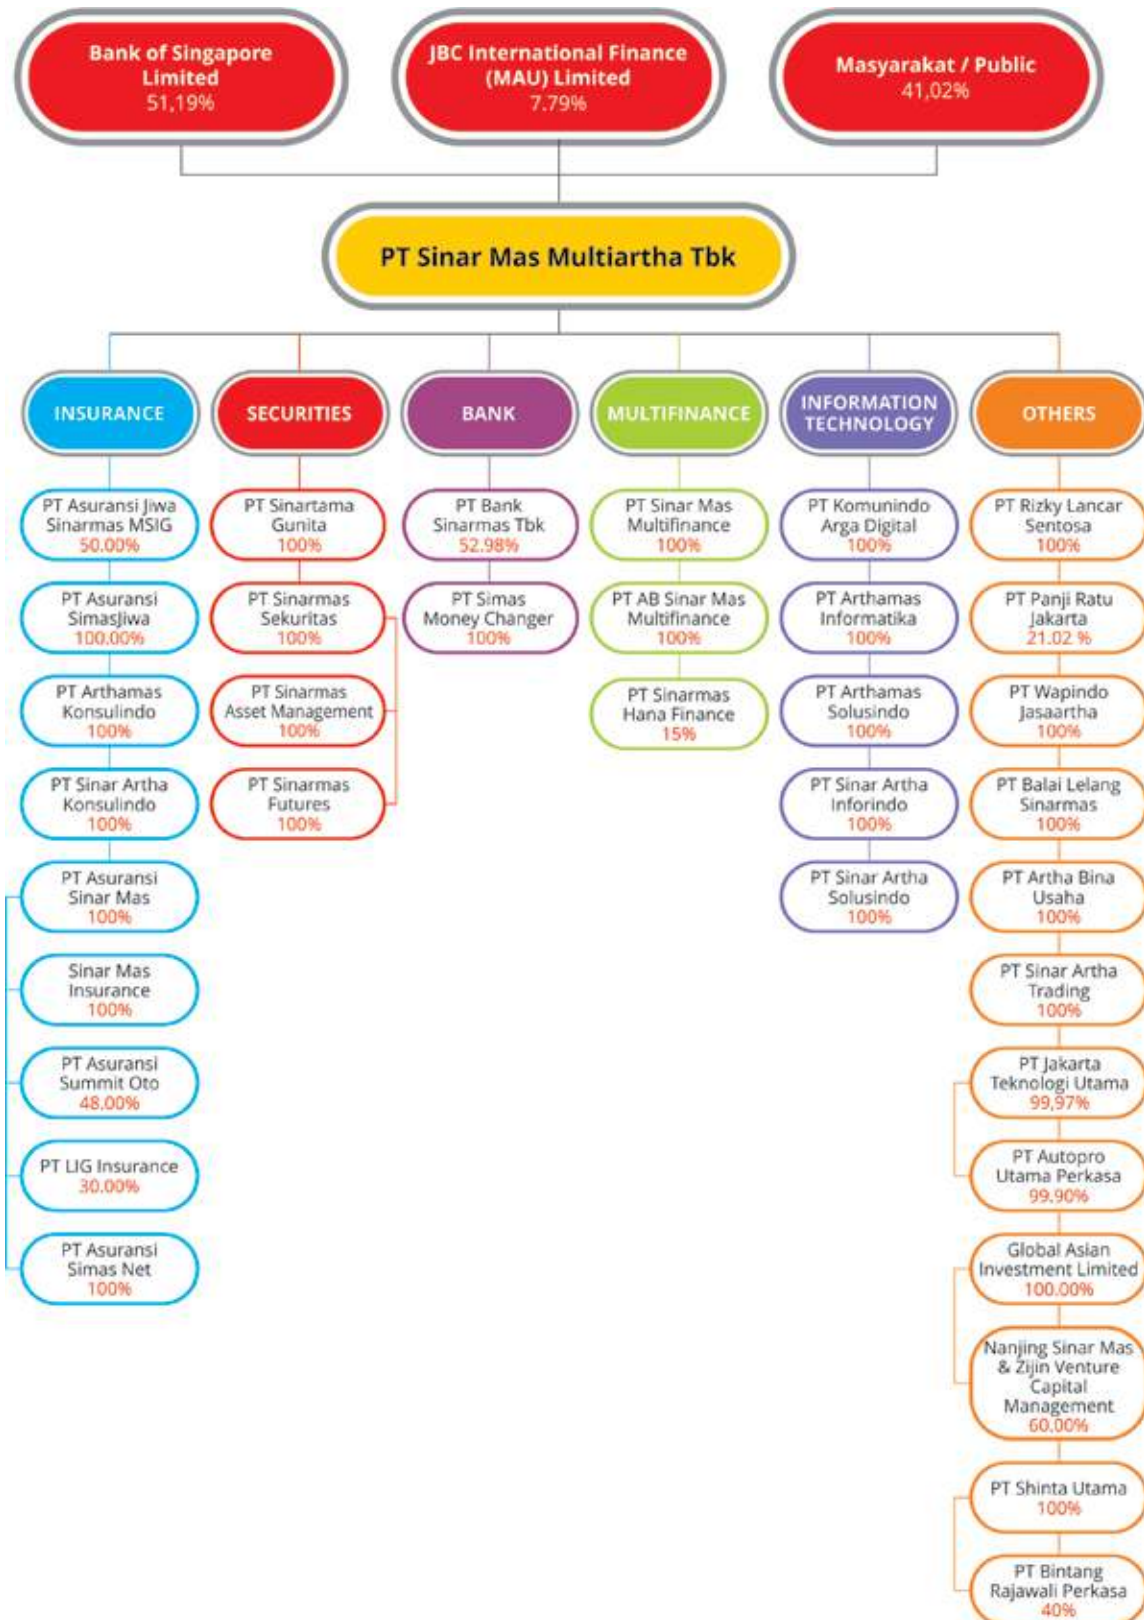 Bank of Singapore
Limited
51,19%
JBC International Finance
(MAU) Limited
7.79%
Masyarakat / Public
41,02%
PT Sinar Mas Multiartha Tbk
INSURANCE
PT Asuransi Jiwa
Sinarmas MSIG
50.00%
PT Asuransi
SimasJiwa
100.00%
PT Arthamas
Konsulindo
100%
PT Sinar Artha
Konsulindo
100%
PT Asuransi
Sinar Mas
100%
Sinar Mas
Insurance
100%
PT Asuransi
Summit Oto
48,00%
PT LIG Insurance
30.00%
PT Asuransi
Simas Net
100%
SECURITIES
PT Sinartama
Gunita
100%
PT Sinarmas
Sekuritas
100%
PT Sinarmas
Asset Management
100%
PT Sinarmas
Futures
100%
BANK
PT Bank
Sinarmas Tbk
52.98%
PT Simas
Money Changer
100%
MULTIFINANCE
PT Sinar Mas
Multifinance
100%
PT AB Sinar Mas
Multifinance
100%
PT Sinarmas
Hana Finance
15%
INFORMATION
TECHNOLOGY
PT Komunindo
Arga Digital
100%
PT Arthamas
Informatika
100%
PT Arthamas
Solusindo
100%
PT Sinar Artha
Inforindo
100%
PT Sinar Artha
Solusindo
100%
OTHERS
PT Rizky Lancar
Sentosa
100%
PT Panji Ratu
Jakarta
21.02 %
PT Wapindo
Jasaartha
100%
PT Balai Lelang
Sinarmas
100%
PT Artha Bina
Usaha
100%
PT Sinar Artha
Trading
100%
PT Jakarta
Teknologi Utama
99,97%
PT Autopro
Utama Perkasa
99.90%
Global Asian
Investment Limited
100.00%
Nanjing Sinar Mas
& Zijin Venture
Capital
Management
60,00%
PT Shinta Utama
100%
PT Bintang
Rajawali Perkasa
40%